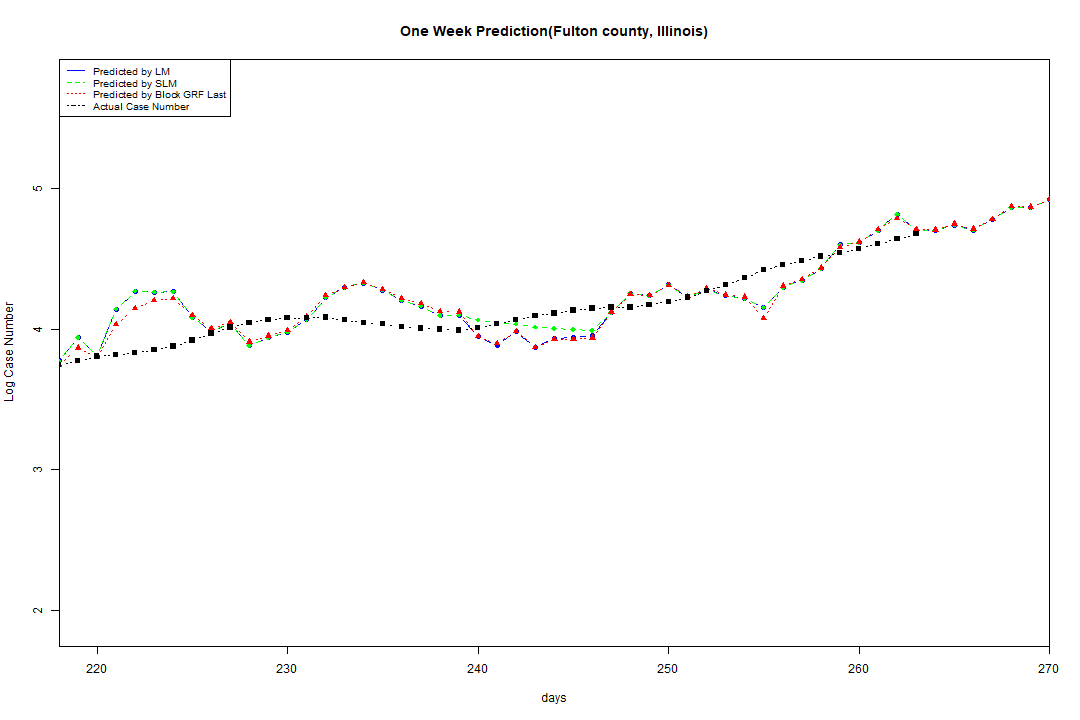 One Week Prediction(Fulton county, Illinois)
Predicted by LM
Predicted by SLM
Predicted by Block GRF Last
Actual Case Number
Log Case Number
5
4
3
2
220 230 240 250 260 270
days